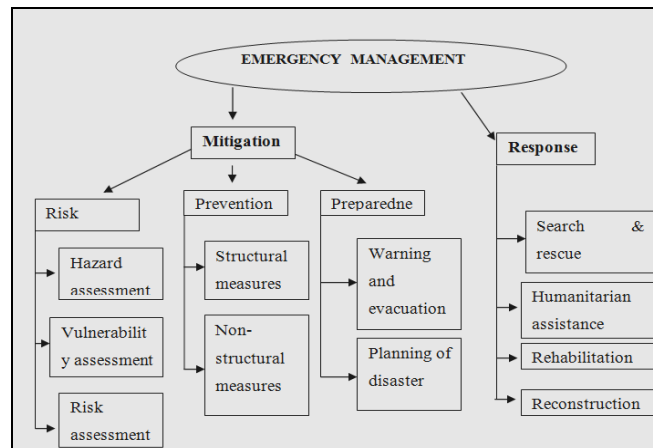 EMERGENCY MANAGEMENT
Mitigation
Response
Risk
Prevention
Preparedne
Hazard
assessment
Vulnerabilit
y assessment
Risk
assessment
Structural
measures
Non-
structural
measures
Warning
and
evacuation
Planning of
disaster
Search &
rescue
Humanitarian
assistance
Rehabilitation
Reconstruction